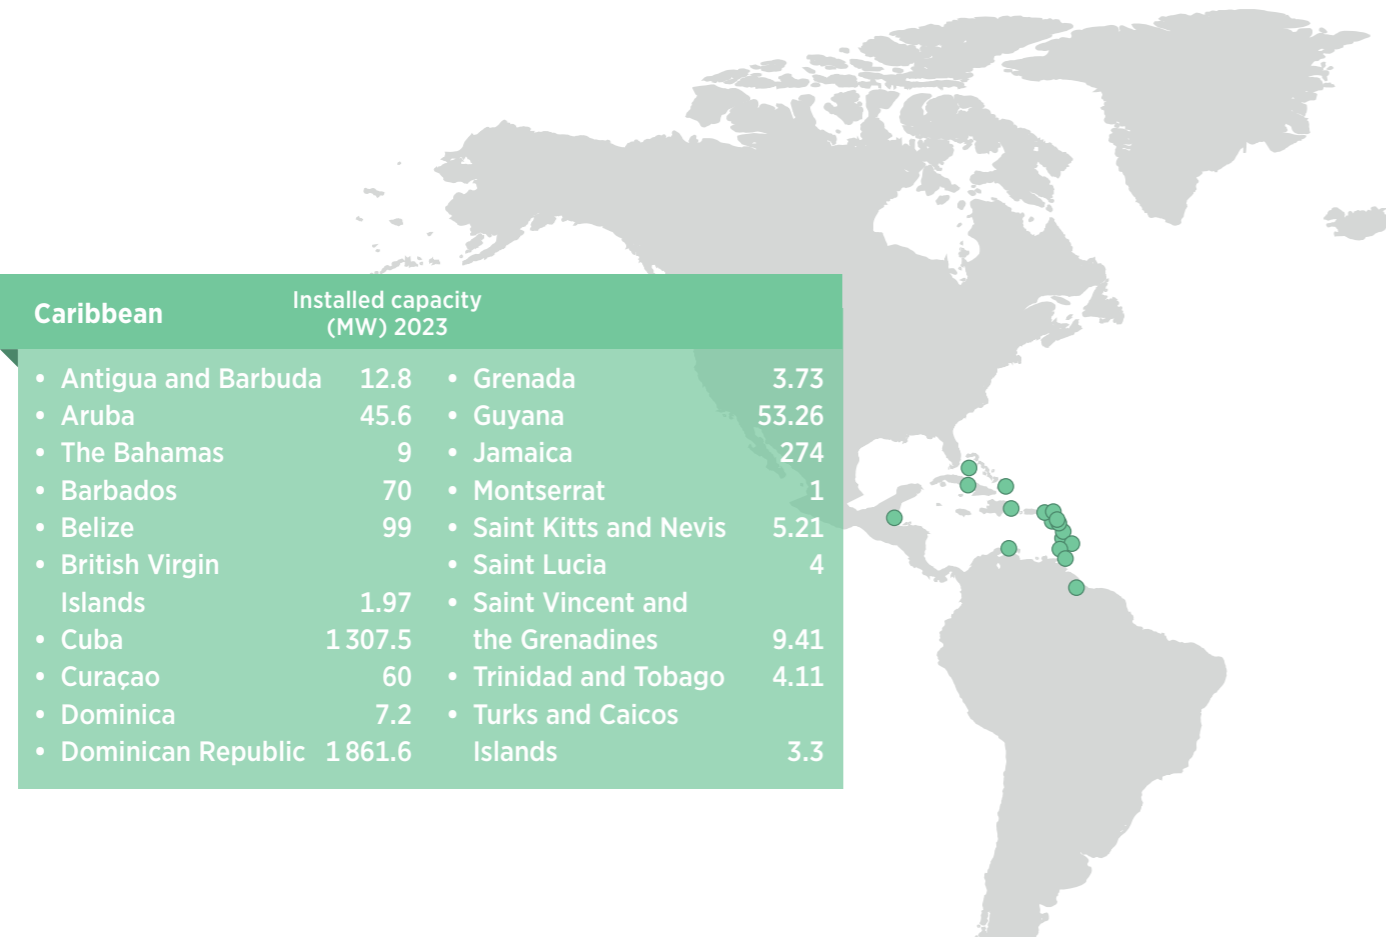 Caribbean
Installed capacity
(MW) 2023
• Antigua and Barbuda 12.8
• Aruba 45.6
• The Bahamas 9
• Barbados 70
• Belize 99
• British Virgin
Islands 1.97
• Cuba 1 307.5
• Curaçao 60
• Dominica 7.2
• Dominican Republic 1 861.6
• Grenada 3.73
• Guyana 53.26
• Jamaica 274
• Montserrat 1
• Saint Kitts and Nevis 5.21
• Saint Lucia 4
• Saint Vincent and
the Grenadines 9.41
• Trinidad and Tobago 4.11
• Turks and Caicos
Islands 3.3